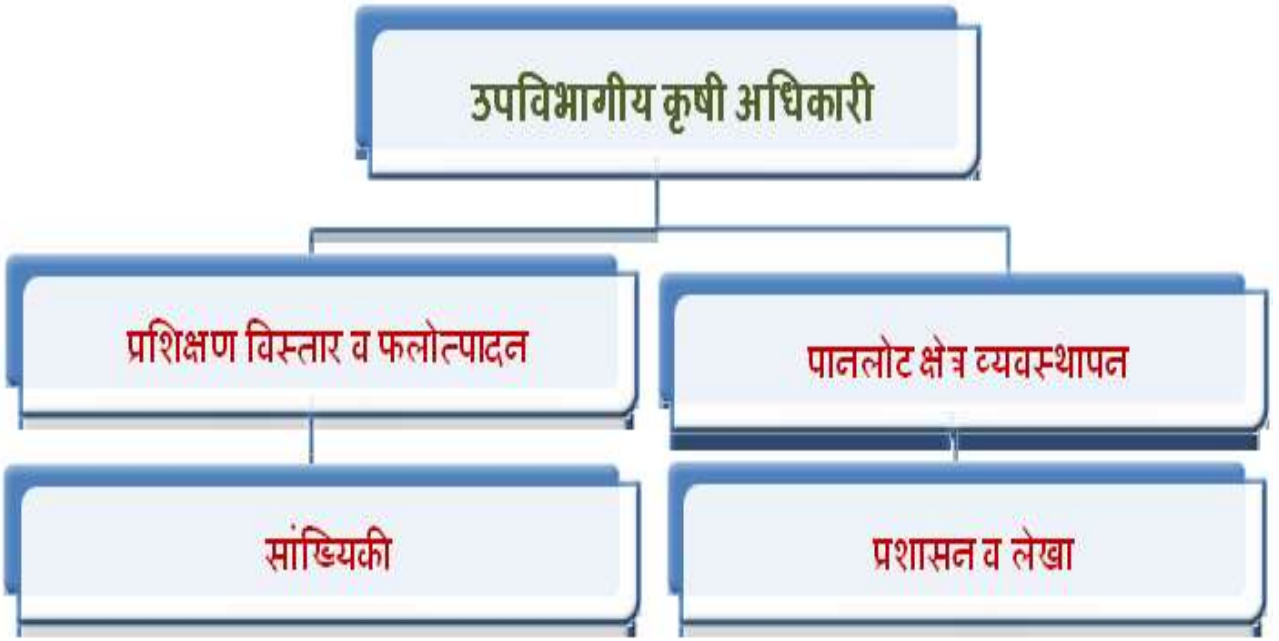 उपविभागीय कृषी अधिकारी
प्रशिक्षण विस्तार व फलोत्पादन
पानलोट क्षेत्र व्यवस्थापन
सांख्यिकी
प्रशासन व लेखा